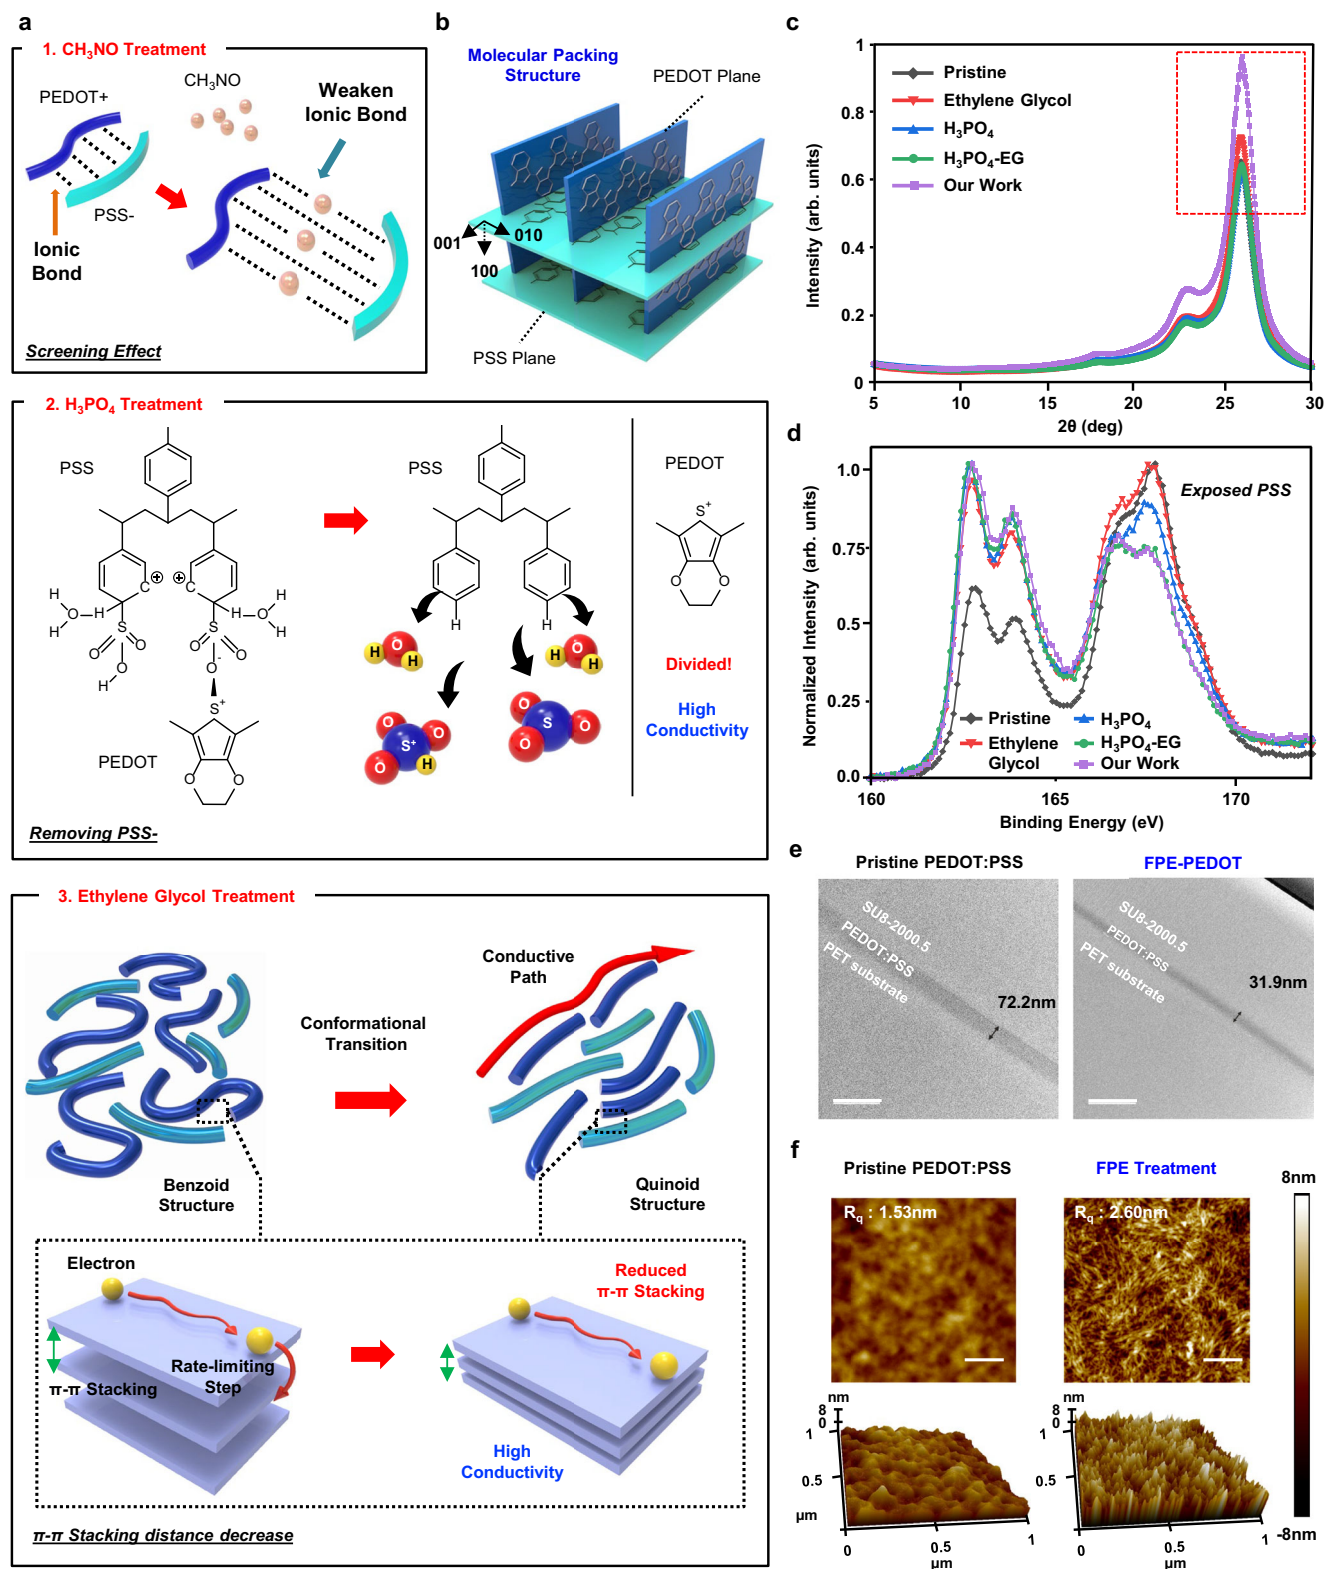 a
1. CH₃NO Treatment
PEDOT+
CH₃NO
Weaken
Ionic Bond
PSS-
Ionic
Bond
Screening Effect
b
Molecular Packing
Structure
PEDOT Plane
001
010
100
PSS Plane
c
Pristine
Ethylene Glycol
H₃PO₄
H₃PO₄-EG
Our Work
Intensity (arb. units)
1
0.8
0.6
0.4
0.2
0
5
10
15
20
25
30
2θ (deg)
2. H₃PO₄ Treatment
PSS
C
⊕
⊕
C
H
O
H
H
H
O
H
H
S
O
O
O
H
S
O
O
O-
S+
PEDOT
O
O
PSS
H
H
H
O
H
O
H
H
O
O
O
S+
H
O
O
S
O
PEDOT
S+
O
O
Divided!
High
Conductivity
Removing PSS-
d
Exposed PSS
Normalized Intensity (arb. units)
1.0
0.75
0.5
0.25
0.0
Pristine
Ethylene
Glycol
H₃PO₄
H₃PO₄-EG
Our Work
160
165
170
Binding Energy (eV)
3. Ethylene Glycol Treatment
Conductive
Path
Conformational
Transition
Benzoid
Structure
Quinoid
Structure
Electron
Rate-limiting
Step
π-π Stacking
Reduced
π-π Stacking
High
Conductivity
π-π Stacking distance decrease
e
Pristine PEDOT:PSS
FPE-PEDOT
SU8-2000.5
PEDOT:PSS
PET substrate
72.2nm
SU8-2000.5
PEDOT:PSS
PET substrate
31.9nm
f
Pristine PEDOT:PSS
FPE Treatment
8nm
-8nm
Rq : 1.53nm
Rq : 2.60nm
nm
8
0
1
0.5
μm
0
0.5
μm
1
nm
8
0
1
0.5
0
0.5
μm
1